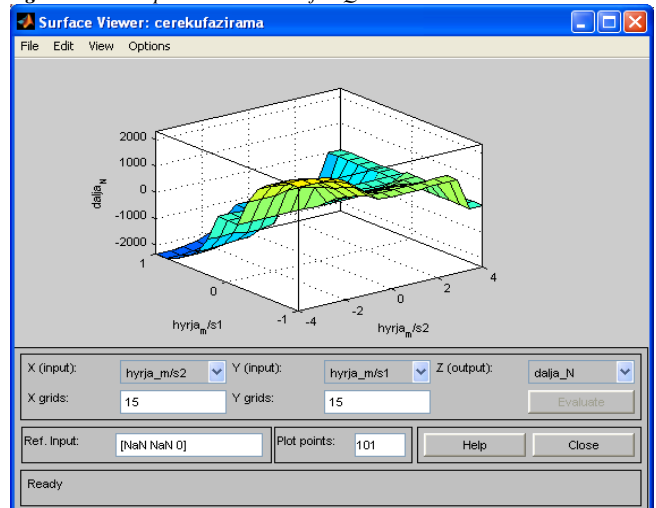 Surface Viewer: cerekufazirama
File Edit View Options
2000
1000
0
-1000
-2000
dalja_N
1
0
-1
hyrja_m/s1
-4
-2
0
2
4
hyrja_m/s2
X (input): hyrja_m/s2 Y (input): hyrja_m/s1 Z (output): dalja_N
X grids: 15 Y grids: 15 Evaluate
Ref. Input: [NaN NaN 0] Plot points: 101 Help Close
Ready